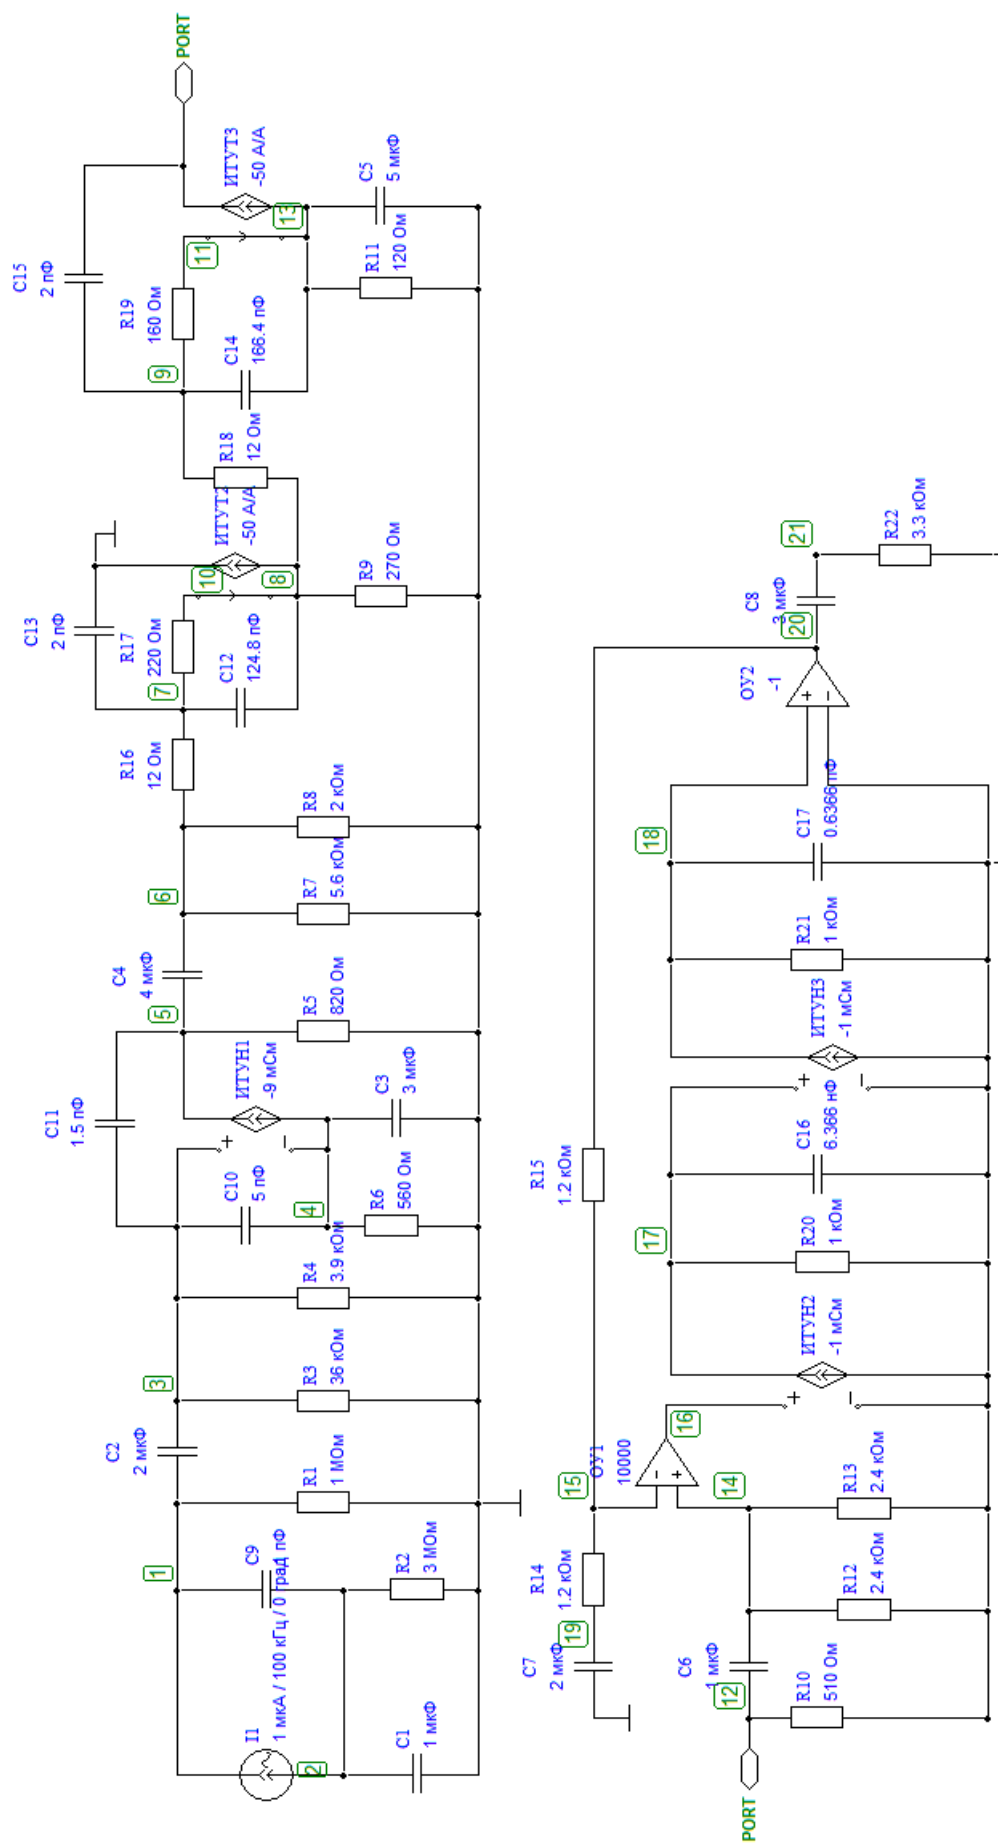 I1
1 мкА / 100 кГц / 0 град
C9
пФ
1
2
C1
1 мкФ
R2
3 МОм
R1
1 МОм
C2
2 мкФ
3
R3
36 кОм
R4
3.9 кОм
C10
5 пФ
4
R6
560 Ом
C11
1.5 пФ
ИТУН1
-9 мСм
C3
3 мкФ
5
R5
820 Ом
C4
4 мкФ
6
R7
5.6 кОм
R8
2 кОм
R16
12 Ом
7
C13
2 пФ
R17
220 Ом
C12
124.8 пФ
10
8
ИТУТ2
-50 А/А
R9
270 Ом
R18
12 Ом
9
C15
2 пФ
R19
160 Ом
C14
166.4 пФ
11
13
ИТУТ3
-50 А/А
R11
120 Ом
C5
5 мкФ
PORT
PORT
12
R10
510 Ом
C6
1 мкФ
C7
2 мкФ
19
R14
1.2 кОм
R12
2.4 кОм
R13
2.4 кОм
14
15
ОУ1
10000
16
ИТУН2
-1 мСм
17
R20
1 кОм
C16
6.366 нФ
R15
1.2 кОм
ИТУН3
-1 мСм
R21
1 кОм
18
C17
0.6366 пФ
ОУ2
-1
20
C8
3 мкФ
21
R22
3.3 кОм